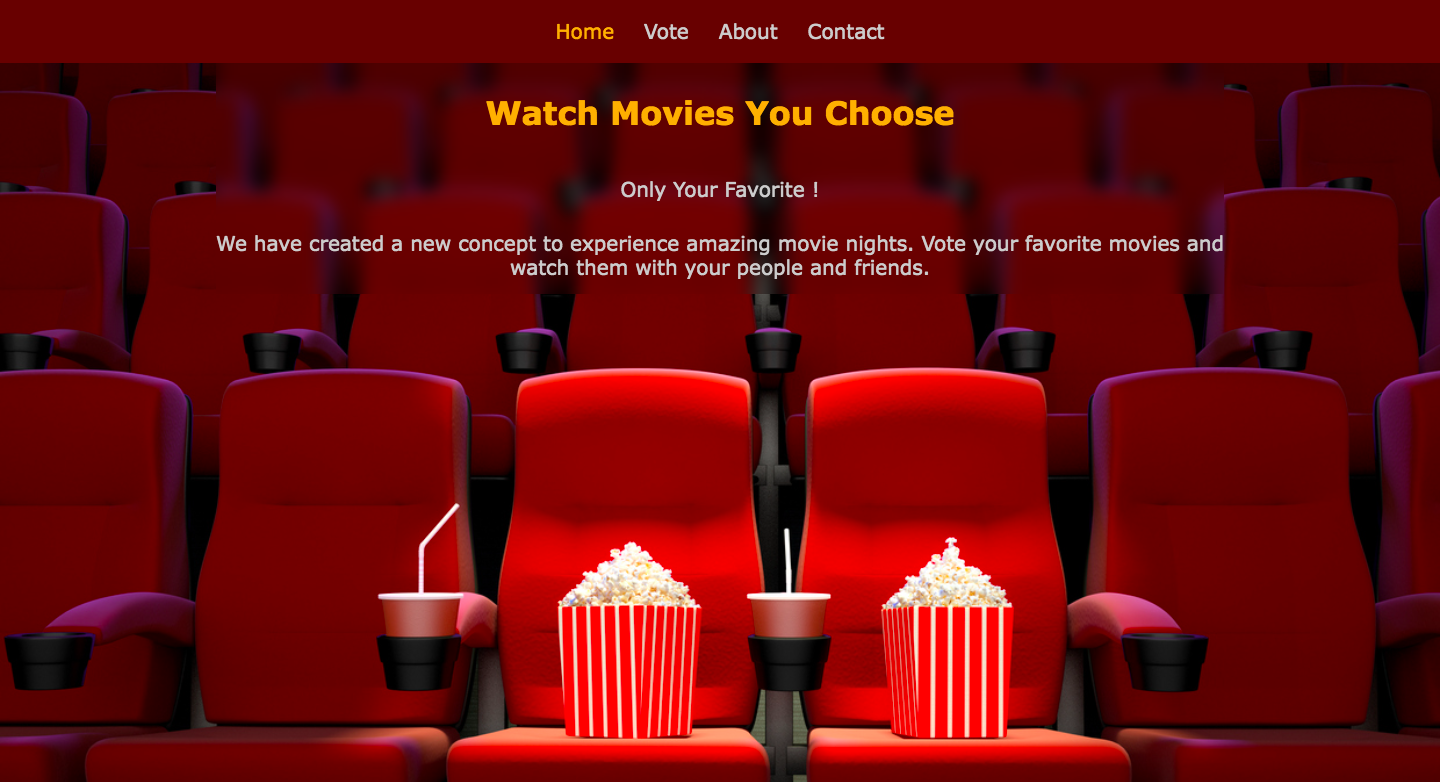 Home Vote About Contact
Watch Movies You Choose
Only Your Favorite !
We have created a new concept to experience amazing movie nights. Vote your favorite movies and
watch them with your people and friends.